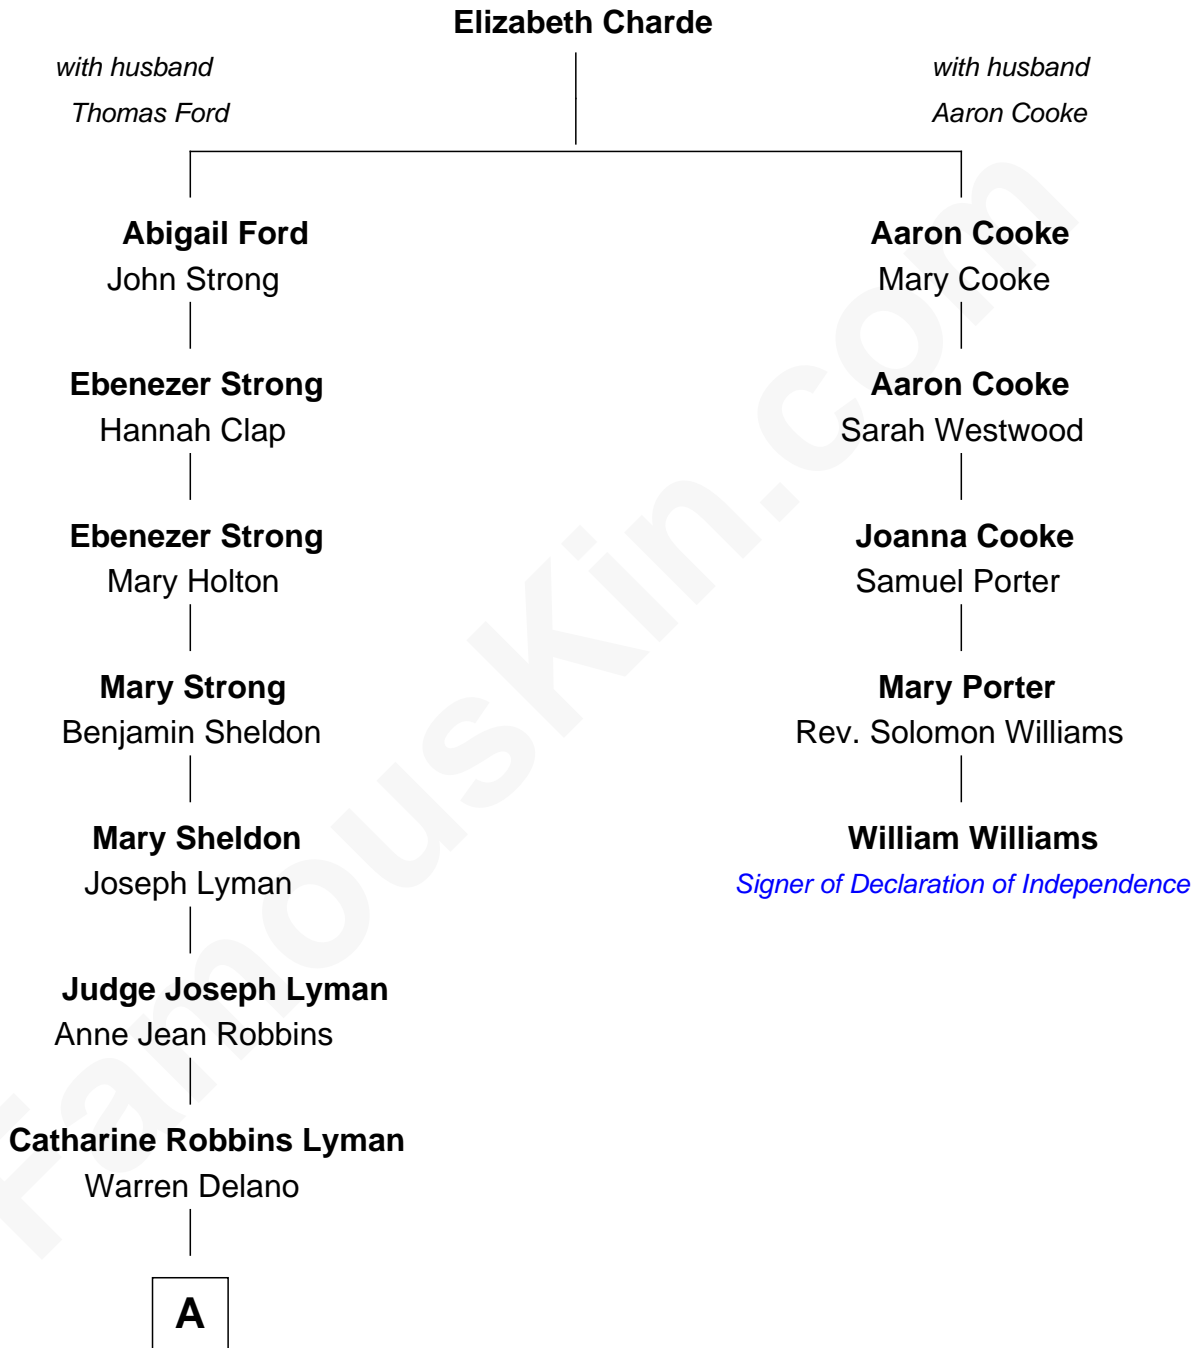 Elizabeth Charde
with husband
Thomas Ford
with husband
Aaron Cooke
Abigail Ford
John Strong
Aaron Cooke
Mary Cooke
Ebenezer Strong
Hannah Clap
Aaron Cooke
Sarah Westwood
Ebenezer Strong
Mary Holton
Joanna Cooke
Samuel Porter
Mary Strong
Benjamin Sheldon
Mary Porter
Rev. Solomon Williams
Mary Sheldon
Joseph Lyman
William Williams
Signer of Declaration of Independence
Judge Joseph Lyman
Anne Jean Robbins
Catharine Robbins Lyman
Warren Delano
A
FamousKin.com